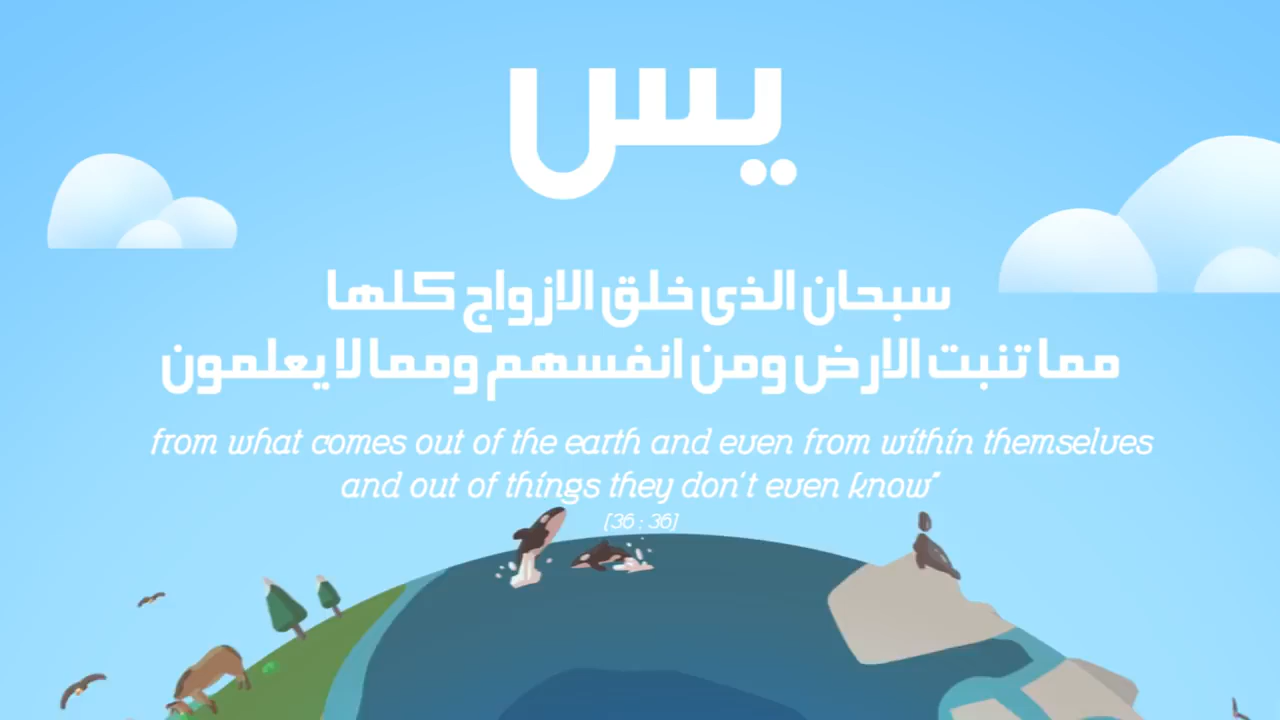 يس
سبحان الذى خلق الازواج كلها
مما تنبت الارض ومن انفسهم ومما لا يعلمون
from what comes out of the earth and even from within themselves
and out of things they don't even know"
[36 : 36]